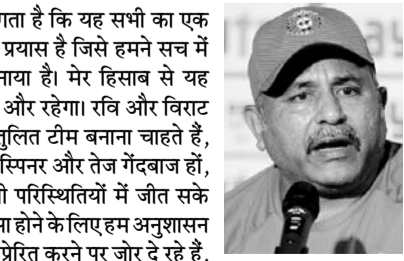 गता है कि यह सभी का एक
प्रयास है जिसे हमने सच में
नाया है। मेर हिसाब से यह
और रहेगा। रवि और विराट
तुलित टीम बनाना चाहते हैं,
स्पिनर और तेज गेंदबाज हों,
ी परिस्थितियों में जीत सके
सा होने के लिए हम अनुशासन
प्रेरित करने पर जोर दे रहे हैं.